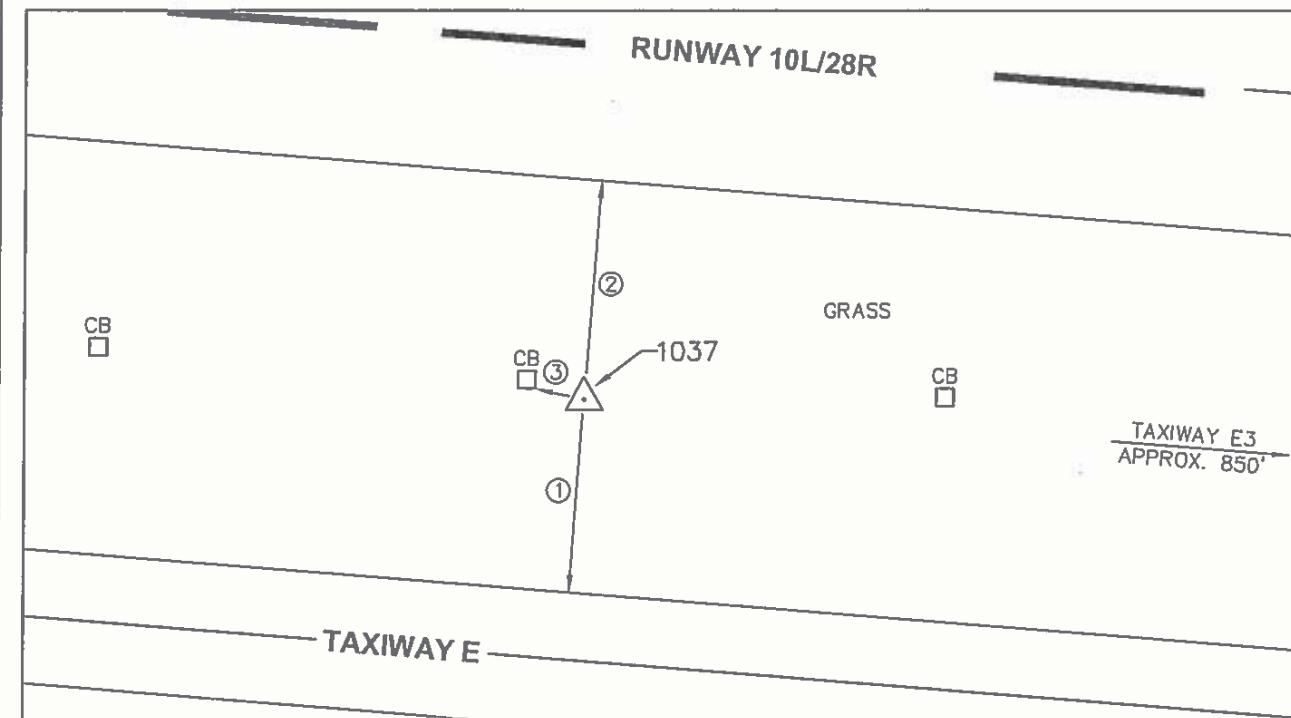 RUNWAY 10L/28R
②
GRASS
CB
CB
③
1037
CB
TAXIWAY E3
APPROX. 850'
①
TAXIWAY E